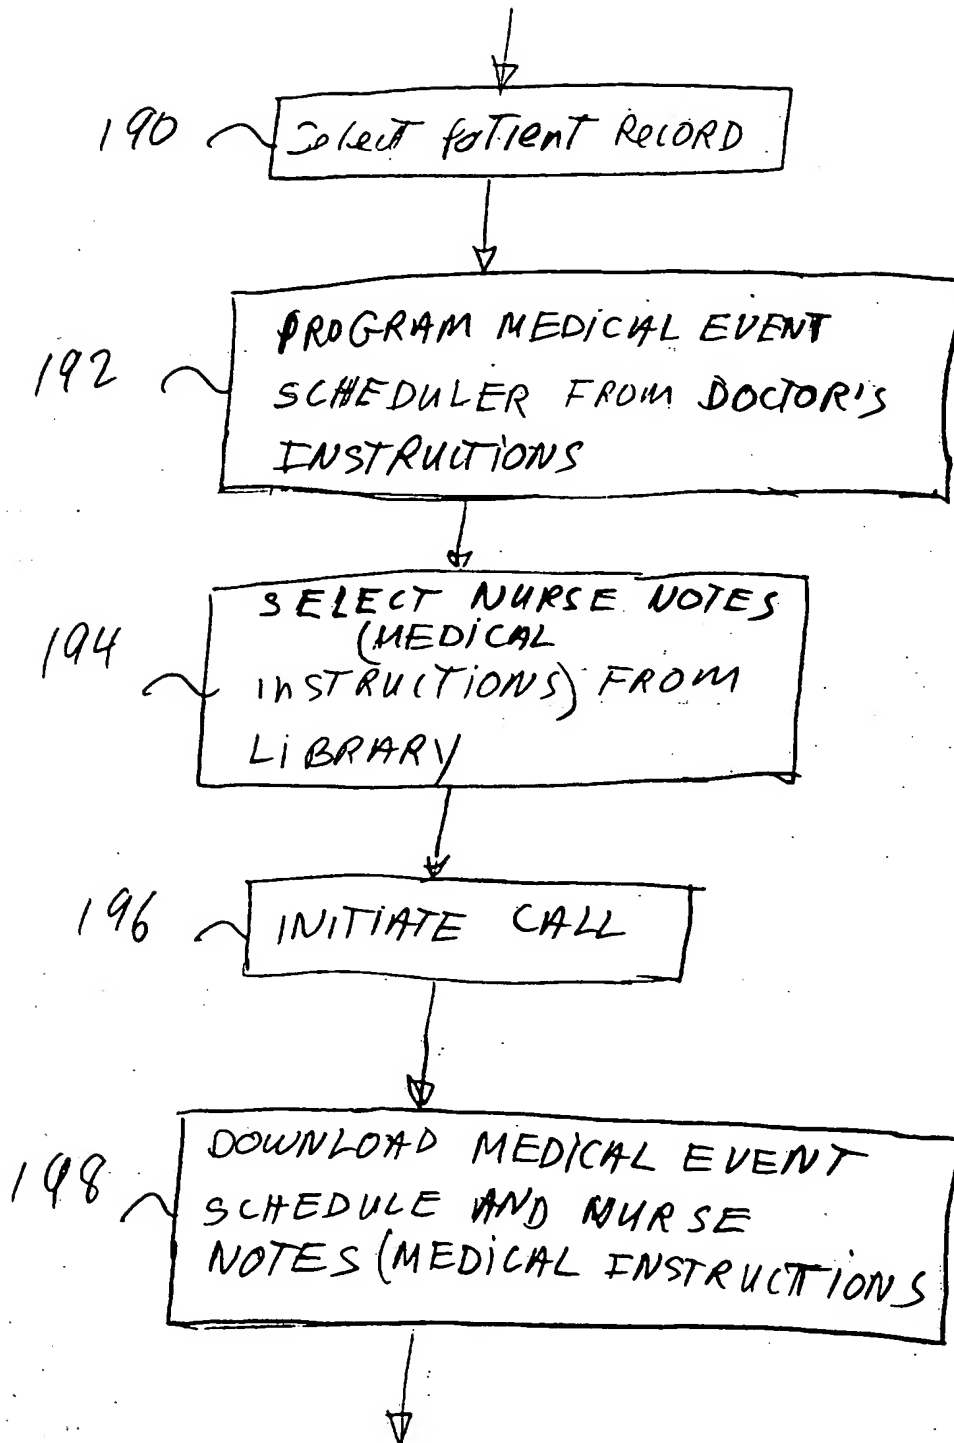 190 Select patient RECORD
PROGRAM MEDICAL EVENT
192 SCHEDULER FROM DOCTOR'S
INSTRUCTIONS
SELECT NURSE NOTES
194 (MEDICAL
INSTRUCTIONS) FROM
LIBRARY
196 INITIATE CALL
DOWNLOAD MEDICAL EVENT
198 SCHEDULE AND NURSE
NOTES (MEDICAL INSTRUCTIONS